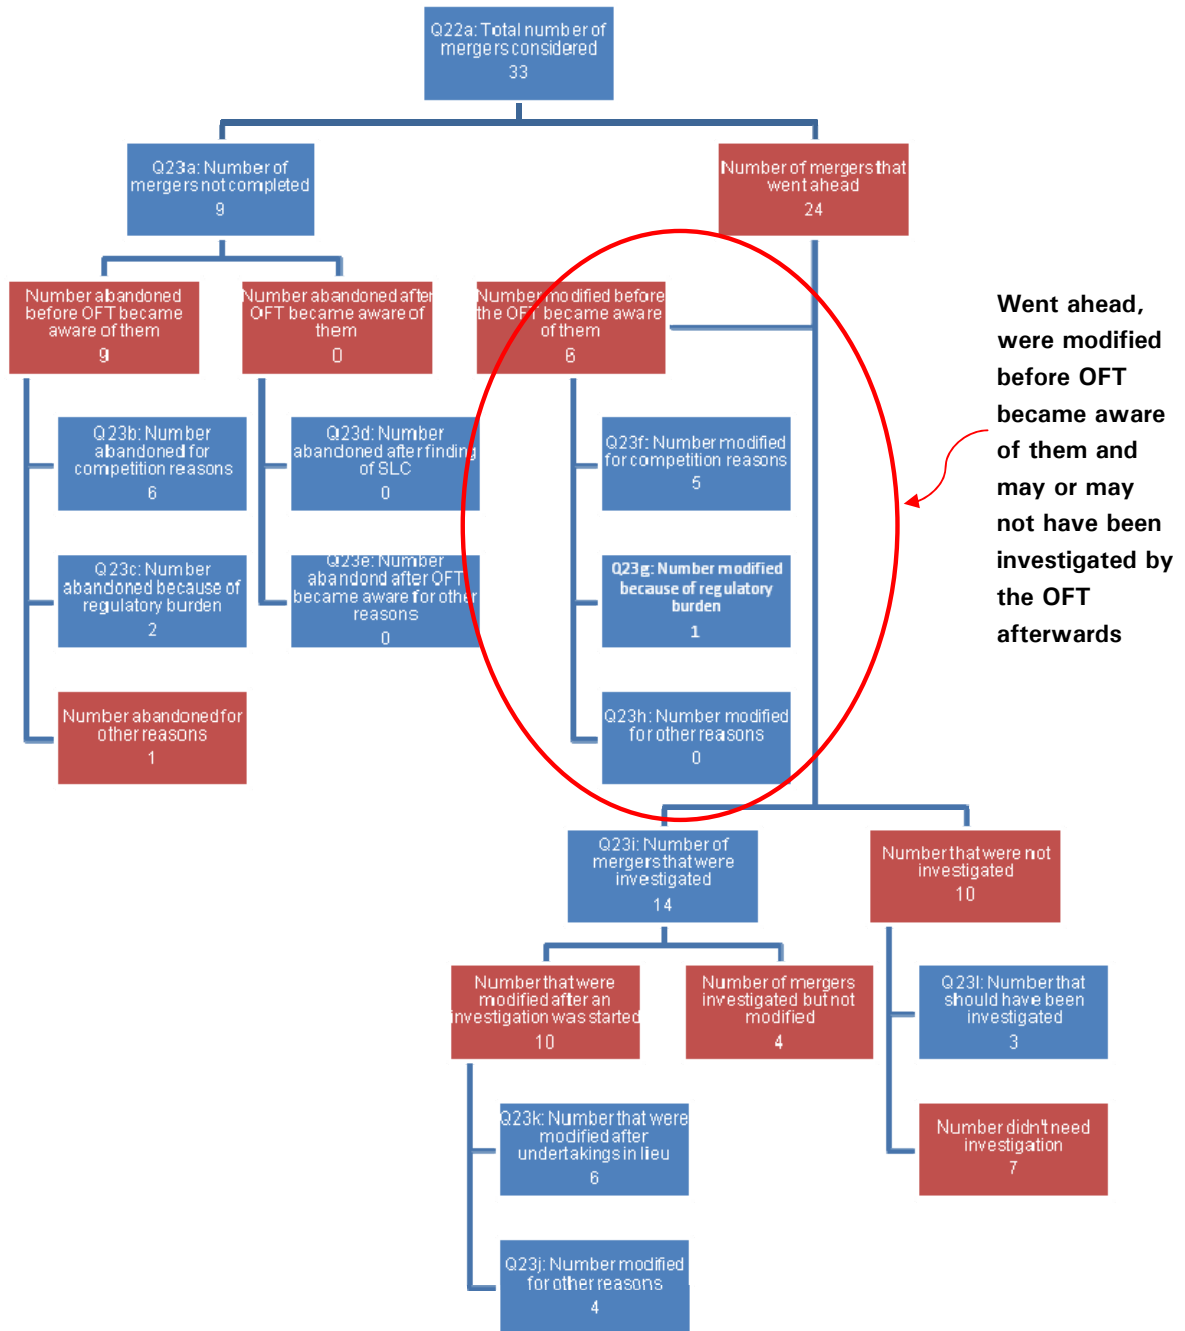 Q22a: Total number of
mergers considered
33
Q23a: Number of
mergers not completed
9
Number of mergers that
went ahead
24
Number abandoned
before OFT became
aware of them
9
Number abandoned after
OFT became aware of
them
0
Number modified before
the OFT became aware
of them
6
Went ahead,
were modified
before OFT
became aware
of them and
may or may
not have been
investigated by
the OFT
afterwards
Q23b: Number
abandoned for
competition reasons
6
Q23d: Number
abandoned after finding
of SLC
0
Q23f: Number modified
for competition reasons
5
Q23c: Number
abandoned because of
regulatory burden
2
Q23e: Number
abandond after OFT
became aware for other
reasons
0
Q23g: Number modified
because of regulatory
burden
1
Number abandoned for
other reasons
1
Q23h: Number modified
for other reasons
0
Q23i: Number of
mergers that were
investigated
14
Number that were not
investigated
10
Number that were
modified after an
investigation was started
10
Number of mergers
investigated but not
modified
4
Q23l: Number that
should have been
investigated
3
Q23k: Number that were
modified after
undertakings in lieu
6
Number didn't need
investigation
7
Q23j: Number modified
for other reasons
4